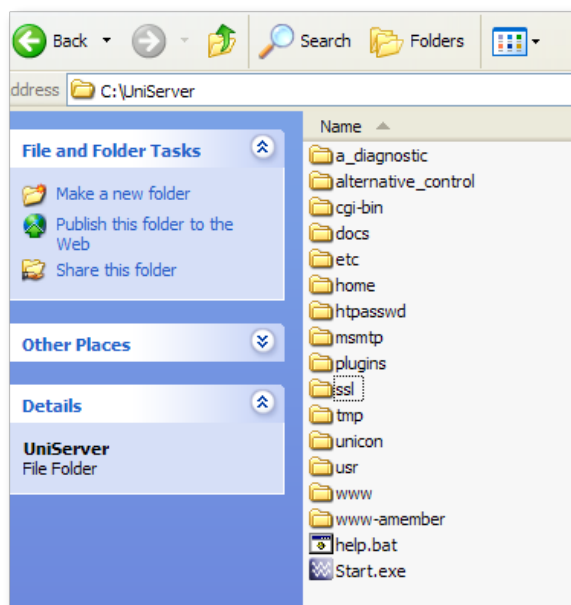 Back
Search
Folders
ddress C:\UniServer
File and Folder Tasks
Make a new folder
Publish this folder to the
Web
Share this folder
Other Places
Details
UniServer
File Folder
Name
a_diagnostic
alternative_control
cgi-bin
docs
etc
home
htpasswd
msmtp
plugins
ssl
tmp
unicon
usr
www
www-amember
help.bat
Start.exe